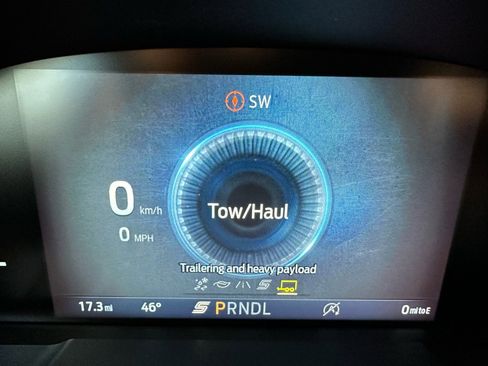 SW
0 km/h
0 MPH
Tow/Haul
Trailering and heavy payload
17.3 mi 46° S PRNDL 0 mi to E